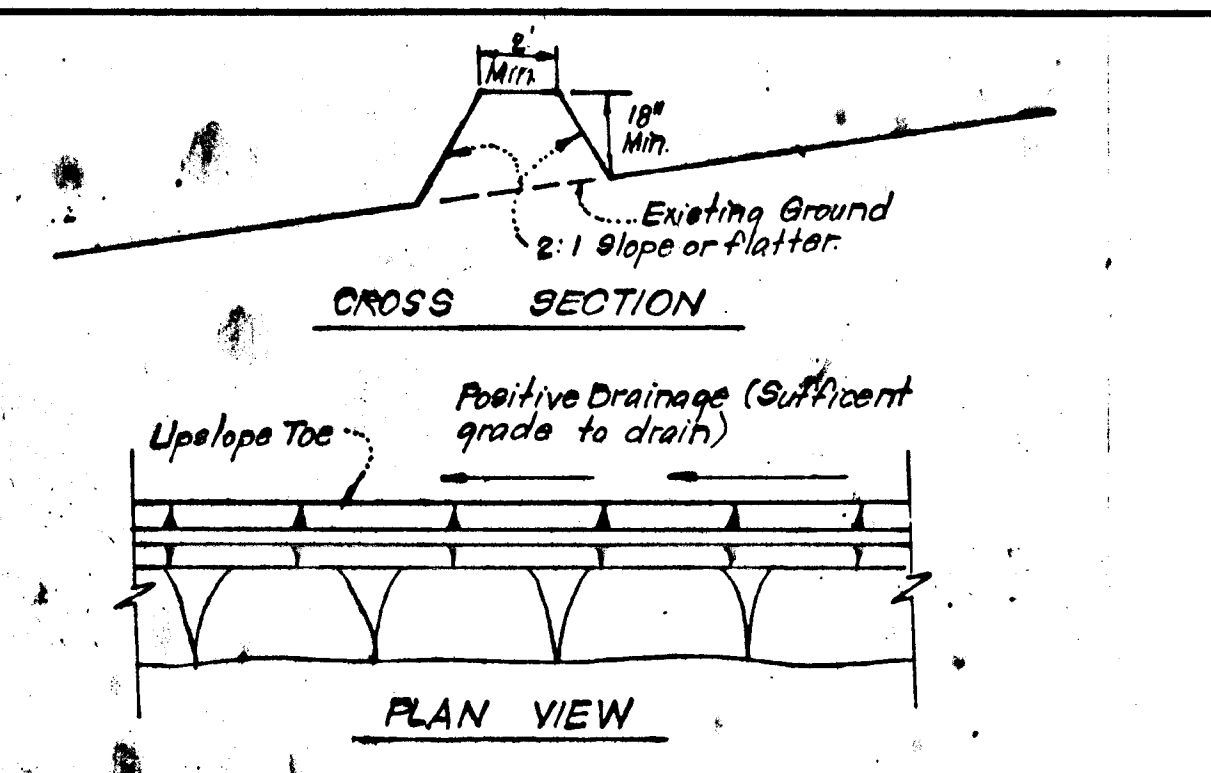 2'
Min.
18"
Min.
Existing Ground
2:1 Slope or flatter.
CROSS SECTION
Positive Drainage (Sufficent
grade to drain)
Upslope Toe
PLAN VIEW